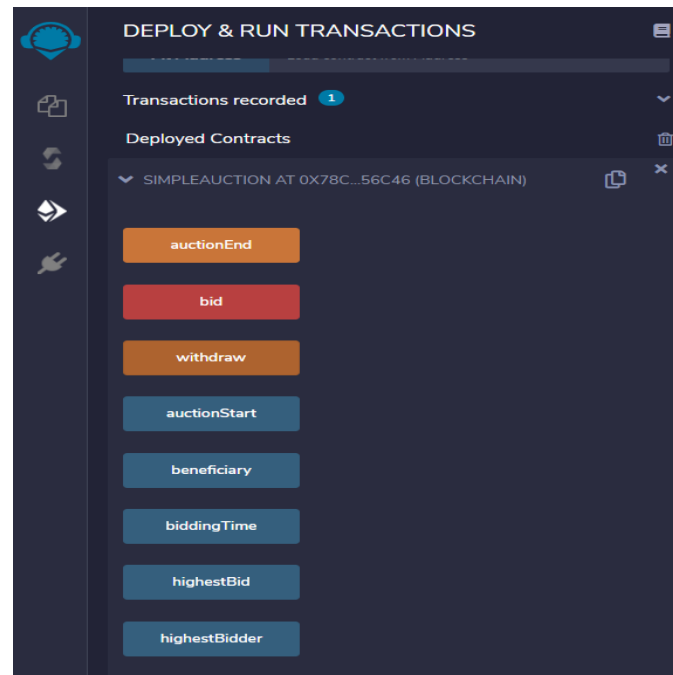 DEPLOY & RUN TRANSACTIONS
Transactions recorded 1
Deployed Contracts
SIMPLEAUCTION AT 0X78C...56C46 (BLOCKCHAIN)
auctionEnd
bid
withdraw
auctionStart
beneficiary
biddingTime
highestBid
highestBidder